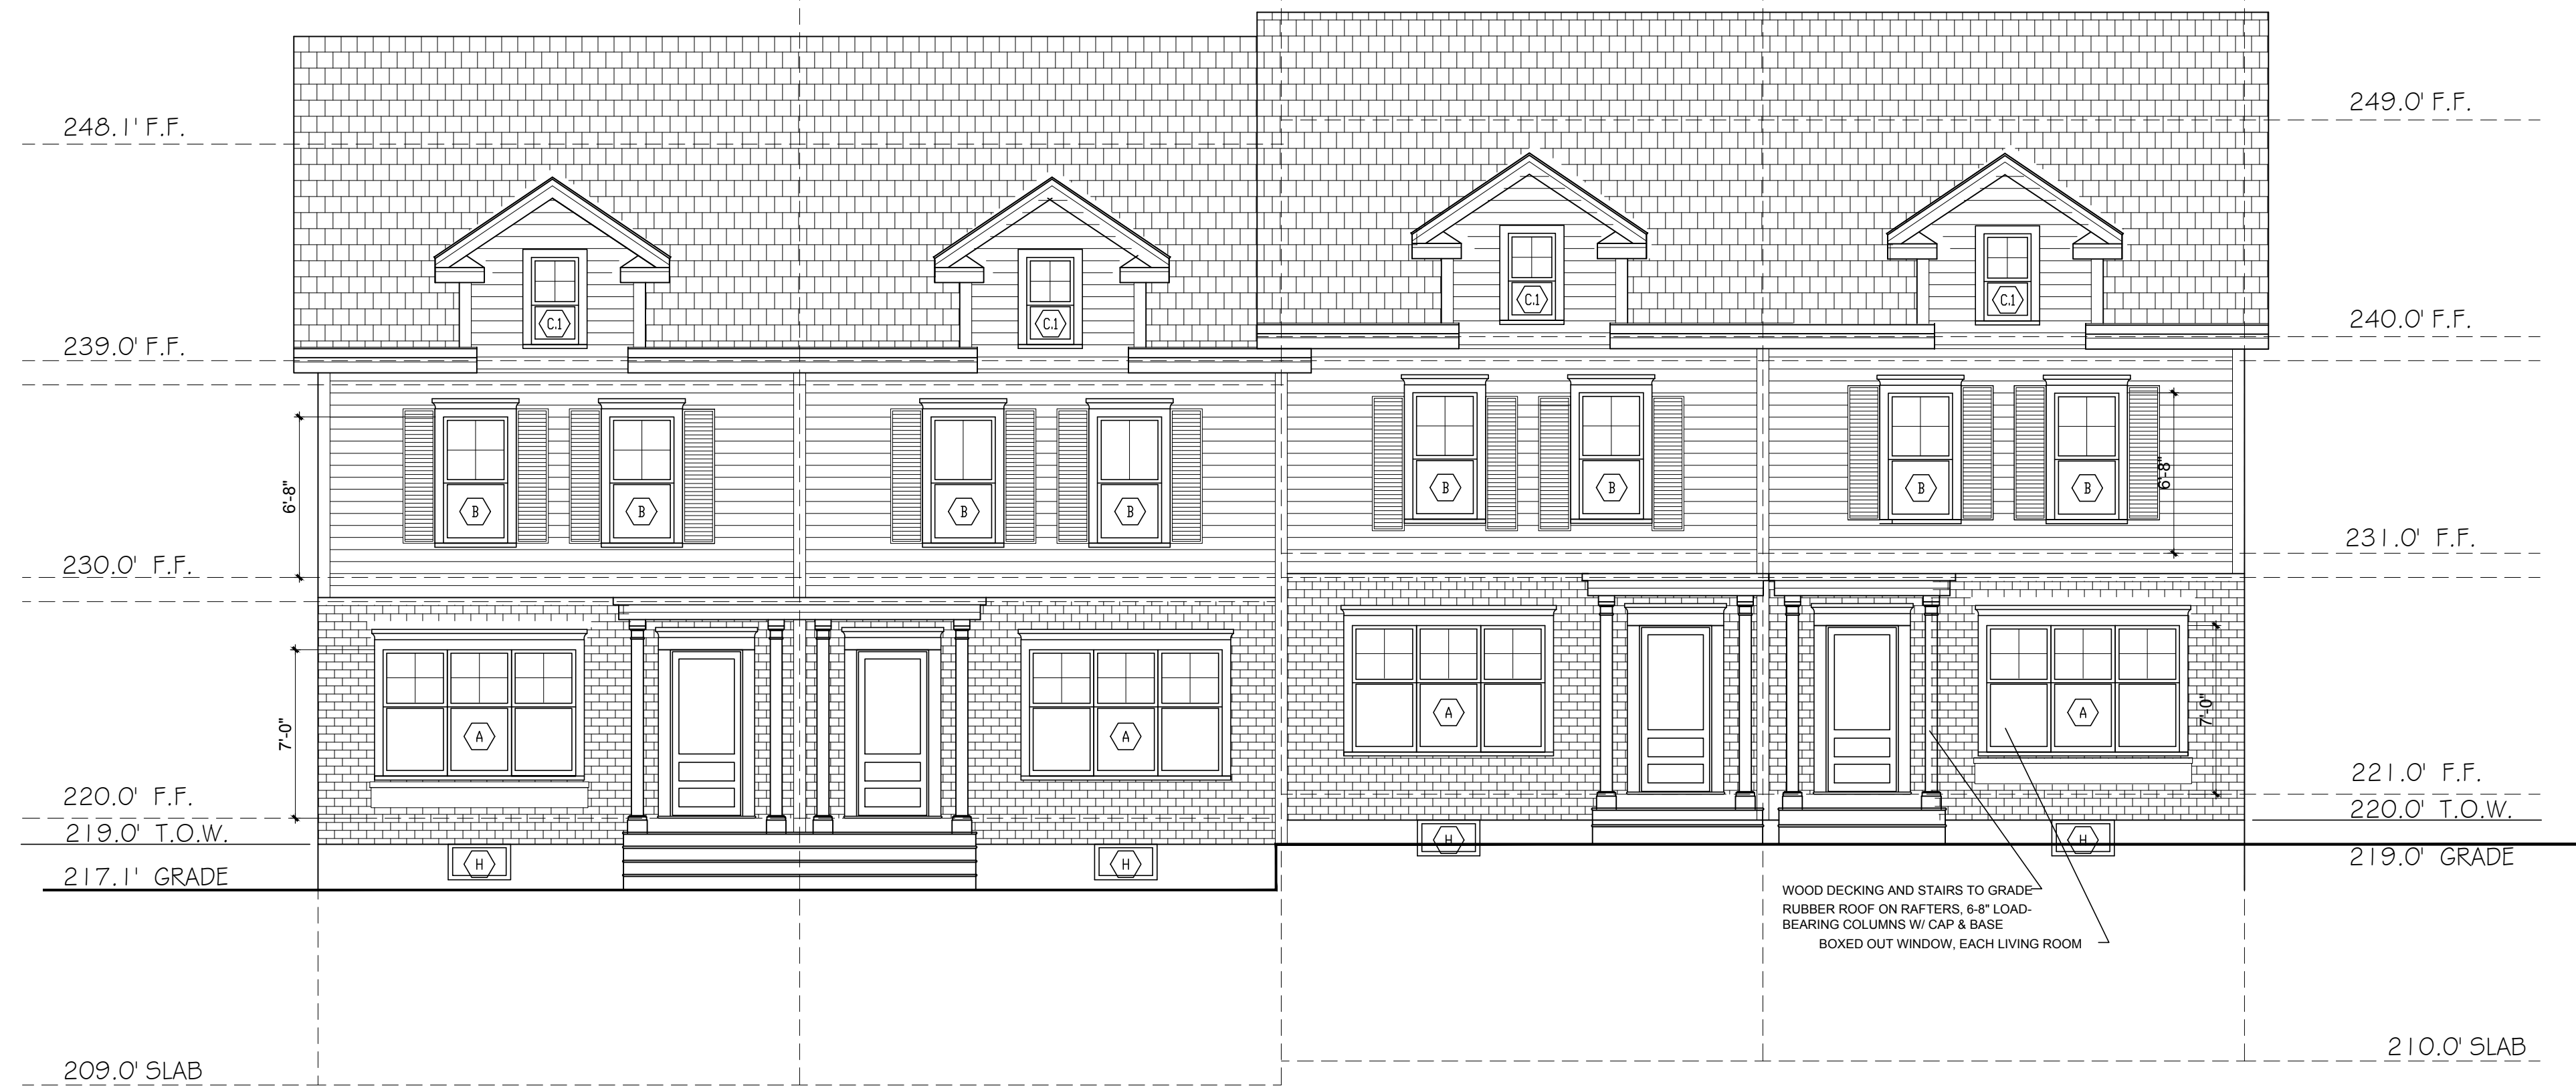 249.0' F.F.
248.1' F.F.
C.1
C.1
C.1
C.1
240.0' F.F.
239.0' F.F.
B
B
B
B
6'-8"
B
B
B
B
6'-8"
231.0' F.F.
230.0' F.F.
A
A
7'-0"
A
A
7'-0"
221.0' F.F.
220.0' F.F.
220.0' T.O.W.
219.0' T.O.W.
H
H
H
H
219.0' GRADE
217.1' GRADE
WOOD DECKING AND STAIRS TO GRADE
RUBBER ROOF ON RAFTERS, 6-8" LOAD-
BEARING COLUMNS W/ CAP & BASE
BOXED OUT WINDOW, EACH LIVING ROOM
210.0' SLAB
209.0' SLAB